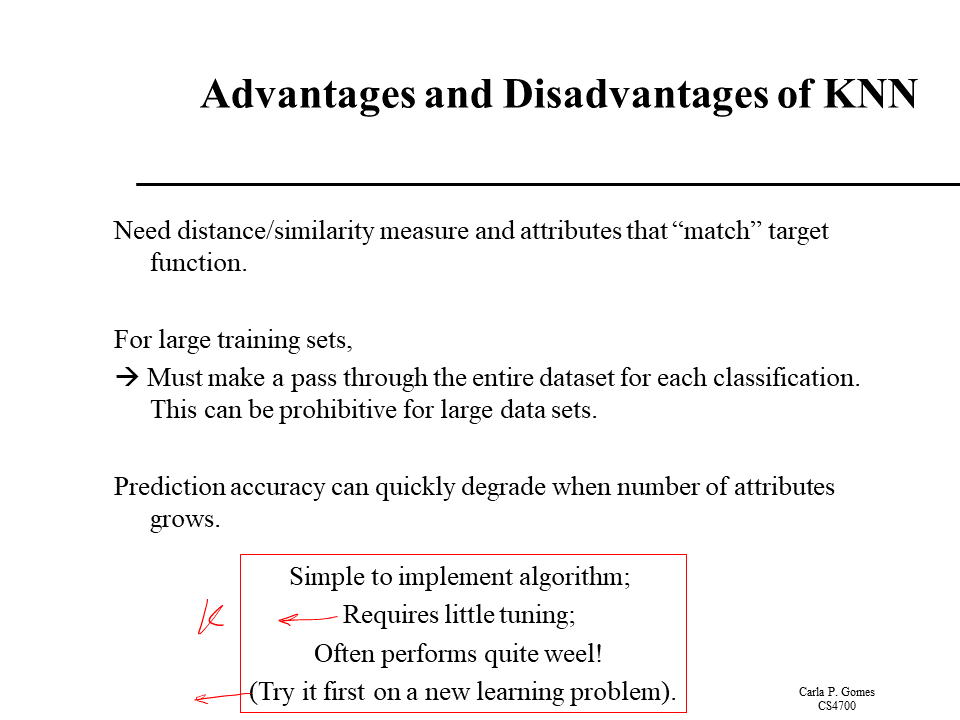 Advantages and Disadvantages of KNN
Need distance/similarity measure and attributes that “match” target
function.
For large training sets,
→ Must make a pass through the entire dataset for each classification.
This can be prohibitive for large data sets.
Prediction accuracy can quickly degrade when number of attributes
grows.
Simple to implement algorithm;
K
Requires little tuning;
Often performs quite weel!
(Try it first on a new learning problem).
Carla P. Gomes
CS4700